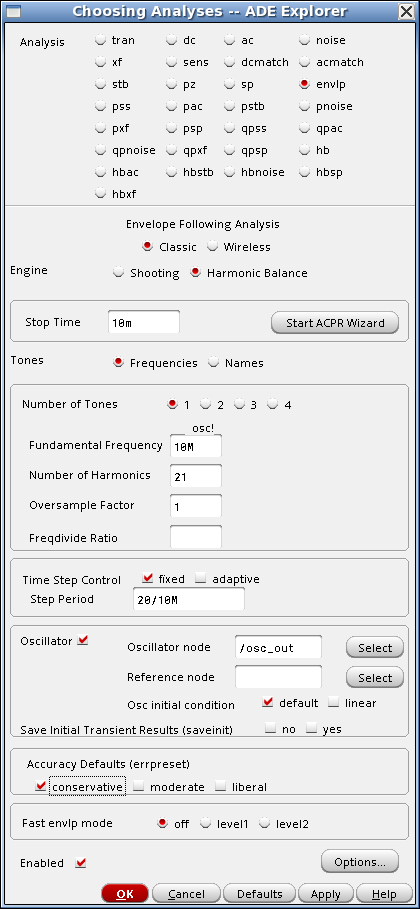 Choosing Analyses -- ADE Explorer
Analysis tran dc ac noise
xf sens dcmatch acmatch
stb pz sp envlp
pss pac pstb pnoise
pxf psp qpss qpac
qpnoise qpxf qpsp hb
hbac hbstb hbnoise hbsp
hbxf
Envelope Following Analysis
Classic Wireless
Engine Shooting Harmonic Balance
Stop Time 10m Start ACPR Wizard
Tones Frequencies Names
Number of Tones 1 2 3 4
osc!
Fundamental Frequency 10M
Number of Harmonics 21
Oversample Factor 1
Freqdivide Ratio
Time Step Control fixed adaptive
Step Period 20/10M
Oscillator Oscillator node /osc_out Select
Reference node Select
Osc initial condition default linear
Save Initial Transient Results (saveinit) no yes
Accuracy Defaults (errpreset)
conservative moderate liberal
Fast envlp mode off level1 level2
Enabled Options...
OK Cancel Defaults Apply Help